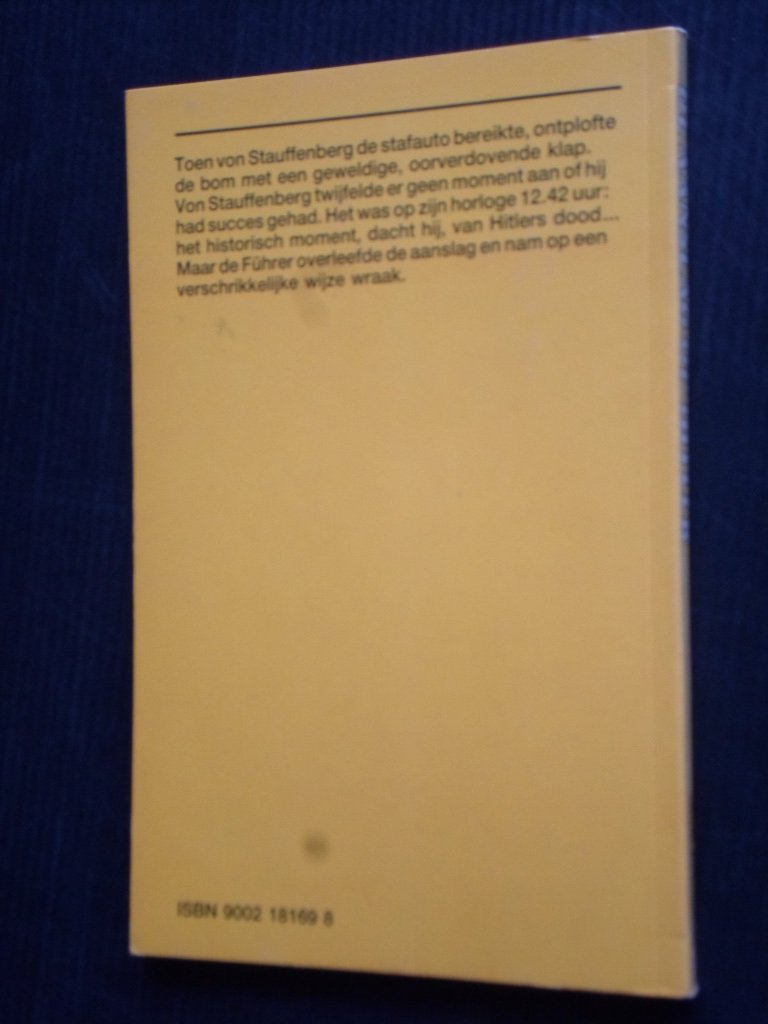 Toen von Stauffenberg de stafauto bereikte, ontplofte
de bom met een geweldige, oorverdovende klap.
Von Stauffenberg twijfelde er geen moment aan of hij
had succes gehad. Het was op zijn horloge 12.42 uur:
het historisch moment, dacht hij, van Hitlers dood...
Maar de Führer overleefde de aanslag en nam op een
verschrikkelijke wijze wraak.
ISBN 9002 18169 8